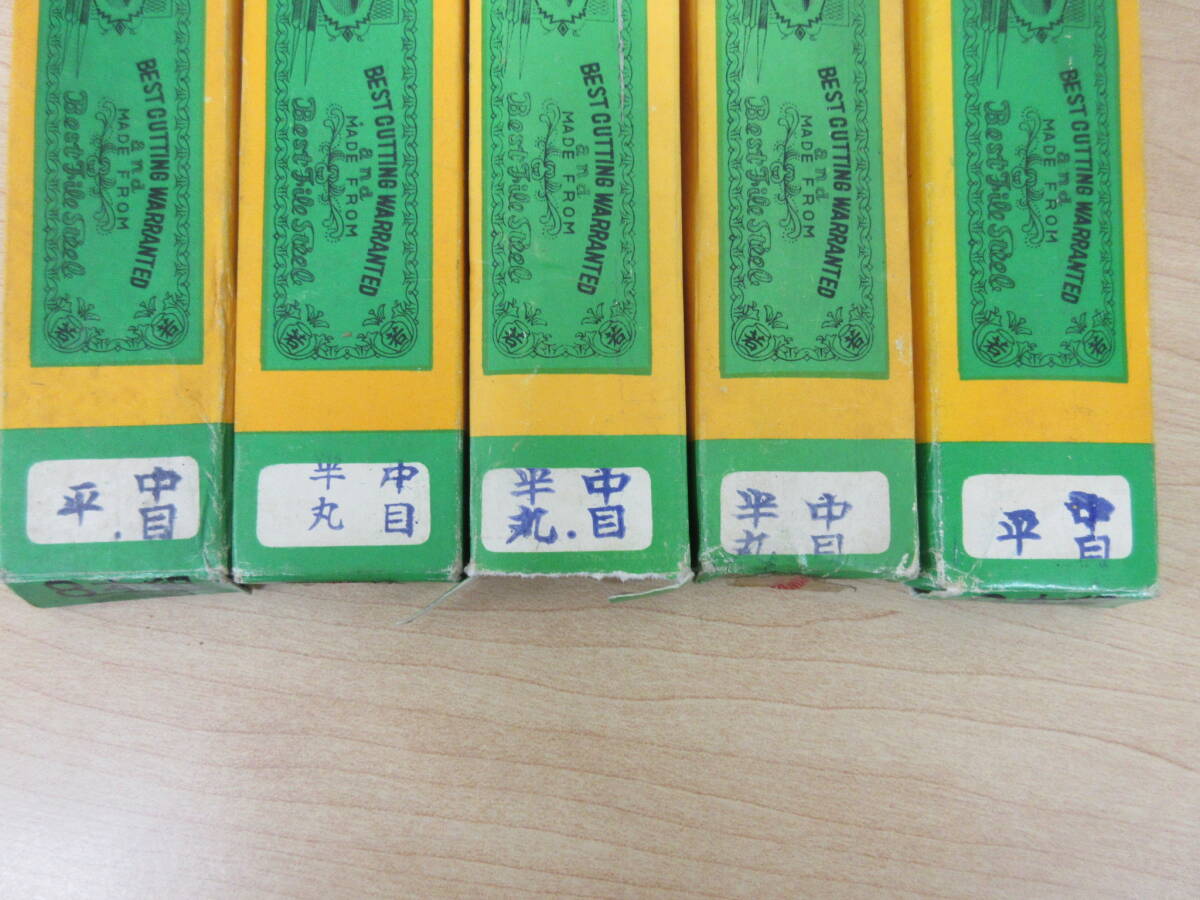 BEST CUTTING WARRANTED
and
MADE FROM
Best File Steel
中目
平
BEST CUTTING WARRANTED
and
MADE FROM
Best File Steel
中目
半丸
BEST CUTTING WARRANTED
and
MADE FROM
Best File Steel
中目
半丸
BEST CUTTING WARRANTED
and
MADE FROM
Best File Steel
中目
半丸
BEST CUTTING WARRANTED
and
MADE FROM
Best File Steel
中目
平